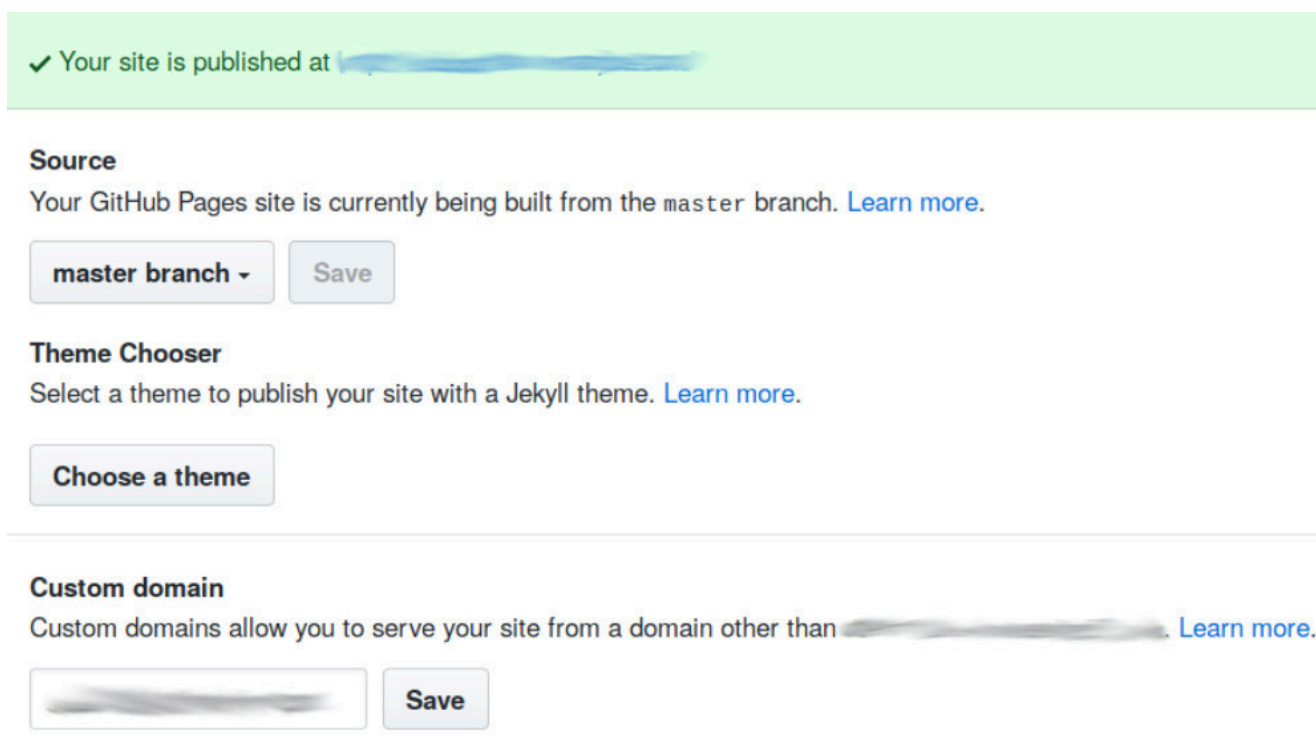 ✓ Your site is published at
Source
Your GitHub Pages site is currently being built from the master branch. Learn more.
master branch
Save
Theme Chooser
Select a theme to publish your site with a Jekyll theme. Learn more.
Choose a theme
Custom domain
Custom domains allow you to serve your site from a domain other than . Learn more.
Save